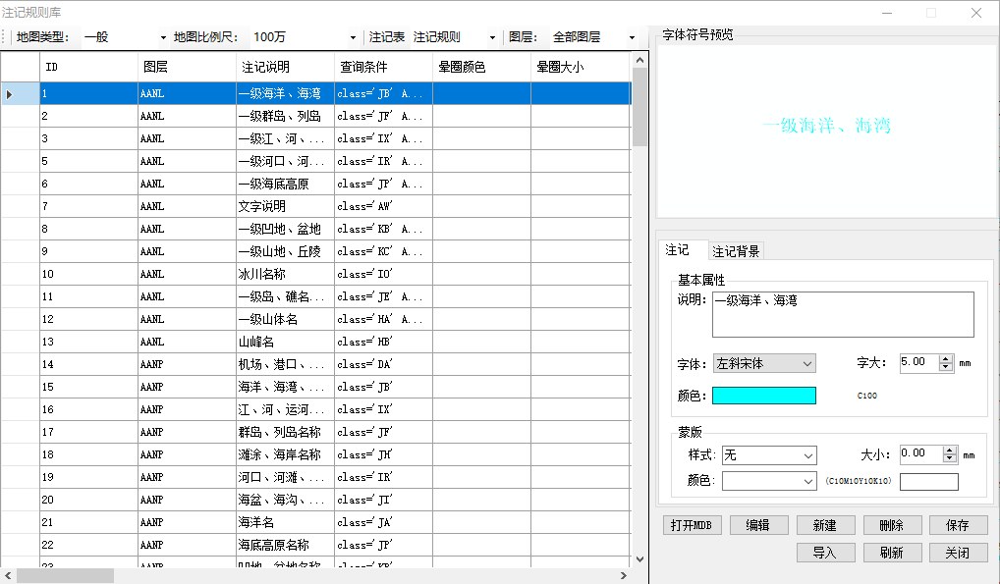 注记规则库
地图类型： 一般 地图比例尺： 100万 注记表 注记规则 图层： 全部图层
ID 图层 注记说明 查询条件 晕圈颜色 晕圈大小
1 AANL 一级海洋、海湾 class='JB' A...
2 AANL 一级群岛、列岛 class='JF' A...
3 AANL 一级江、河、... class='IX' A...
5 AANL 一级河口、河... class='IR' A...
6 AANL 一级海底高原 class='JP' A...
7 AANL 文字说明 class='AW'
8 AANL 一级凹地、盆地 class='KB' A...
9 AANL 一级山地、丘陵 class='KC' A...
10 AANL 冰川名称 class='IO'
11 AANL 一级岛、礁名... class='JE' A...
12 AANL 一级山体名 class='HA' A...
13 AANL 山峰名 class='HB'
14 AANP 机场、港口、... class='DA'
15 AANP 海洋、海湾、... class='JB'
16 AANP 江、河、运河... class='IX'
17 AANP 群岛、列岛名称 class='JF'
18 AANP 滩涂、海岸名称 class='JH'
19 AANP 河口、河滩、... class='IR'
20 AANP 海盆、海沟、... class='JI'
21 AANP 海洋名 class='JA'
22 AANP 海底高原名称 class='JP'
23 AANP 凹地、盆地名称 class='KB'
字体符号预览
一级海洋、海湾
注记 注记背景
基本属性
说明： 一级海洋、海湾
字体： 左斜宋体 字大： 5.00 mm
颜色： C100
蒙版
样式： 无 大小： 0.00 mm
颜色： (C10M10Y10K10)
打开MDB 编辑 新建 删除 保存
导入 刷新 关闭